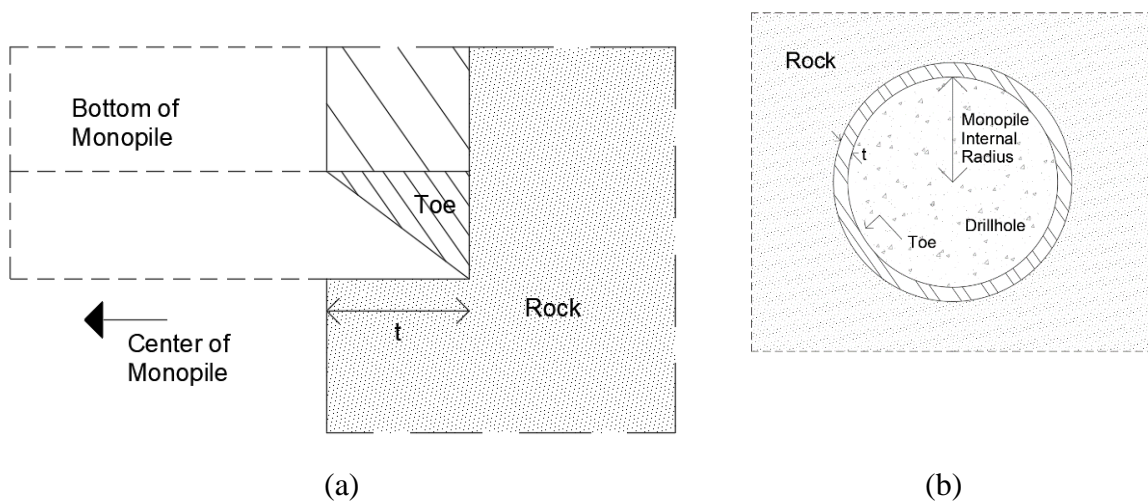 Bottom of
Monopile
Toe
t
Rock
Center of
Monopile
(a)
Rock
Monopile
Internal
Radius
t
Drillhole
Toe
(b)